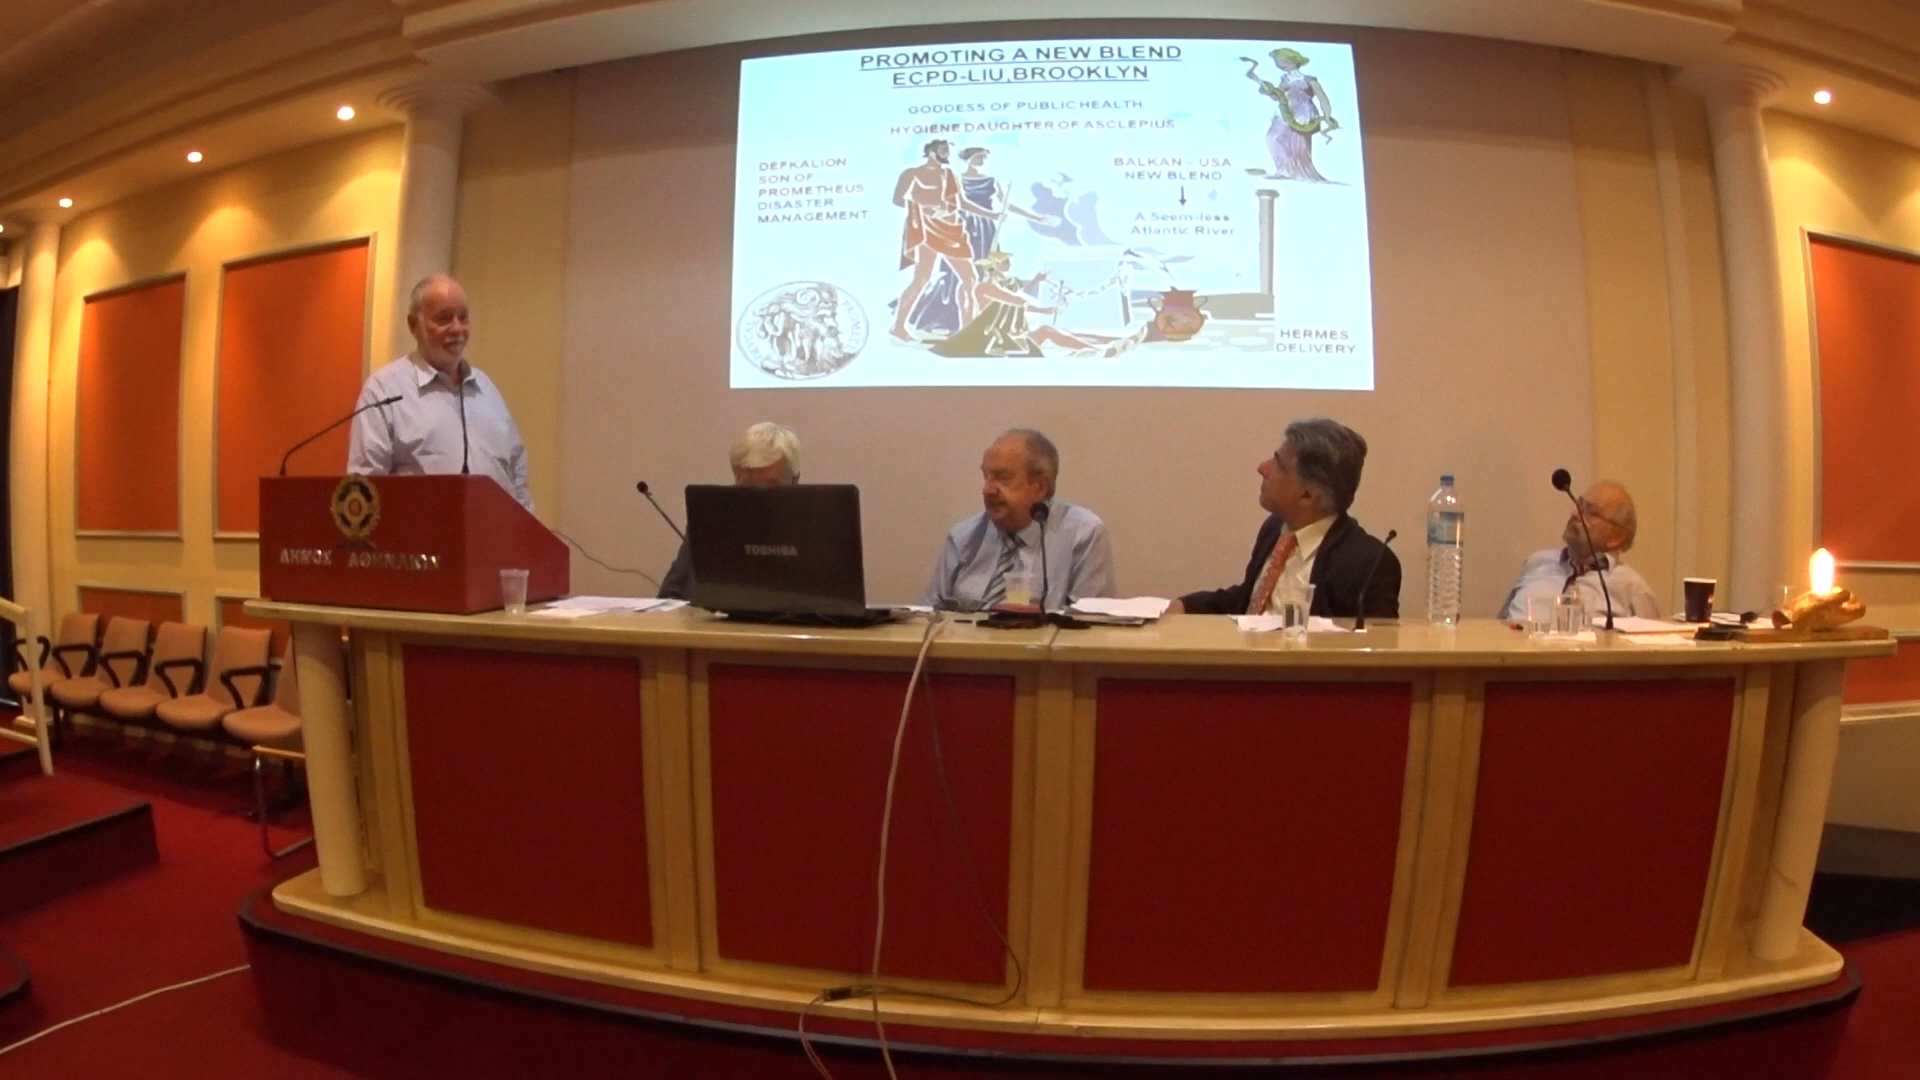 PROMOTING A NEW BLEND
ECPD-LIU,BROOKLYN
GODDESS OF PUBLIC HEALTH
HYGIENE DAUGHTER OF ASCLEPIUS
DEFKALION
SON OF
PROMETHEUS
DISASTER
MANAGEMENT
BALKAN – USA
NEW BLEND
A Seem-less
Atlantic River
HERMES
DELIVERY
ΔΗΜΟΣ ΑΘΗΝΑΙΩΝ
TOSHIBA